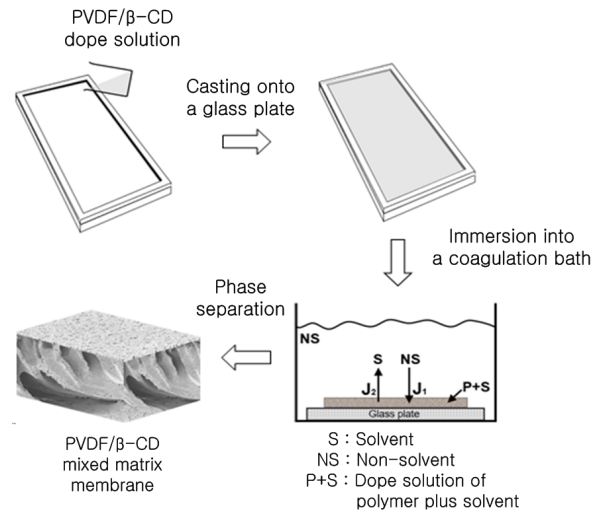 PVDF/β-CD
dope solution
Casting onto
a glass plate
Immersion into
a coagulation bath
Phase
separation
NS
S
NS
J₂
J₁
P+S
Glass plate
PVDF/β-CD
mixed matrix
membrane
S : Solvent
NS : Non-solvent
P+S : Dope solution of
polymer plus solvent